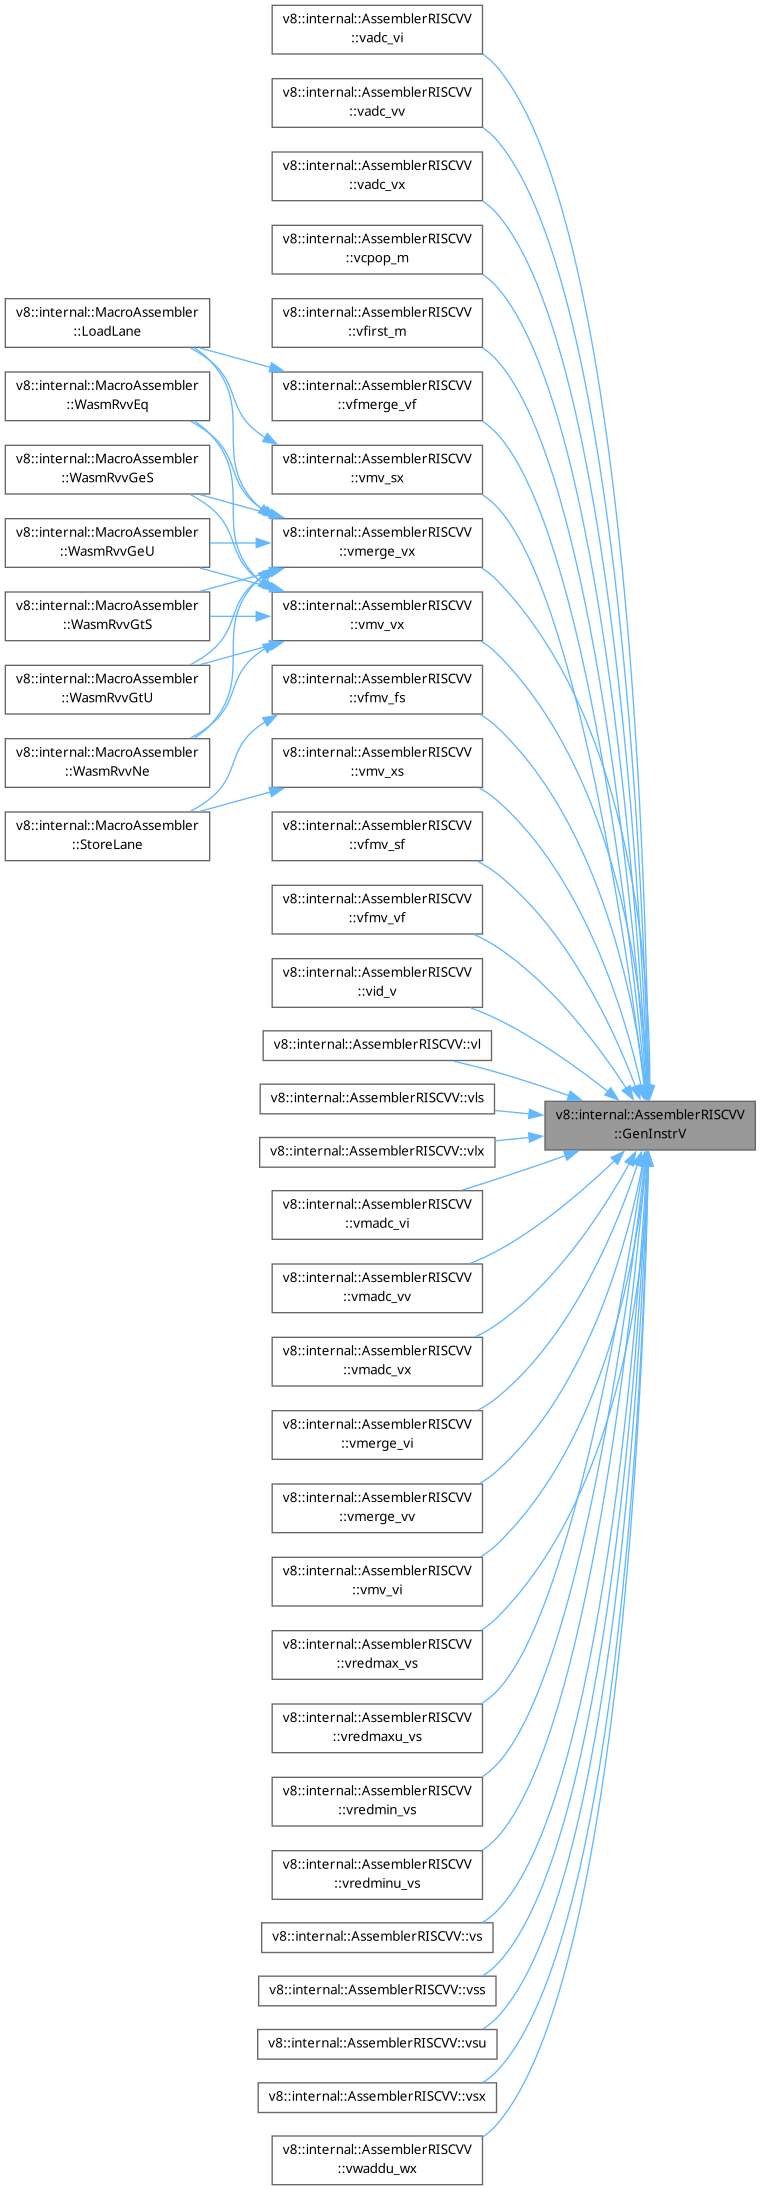 v8::internal::AssemblerRISCVV
::vadc_vi
v8::internal::AssemblerRISCVV
::vadc_vv
v8::internal::AssemblerRISCVV
::vadc_vx
v8::internal::AssemblerRISCVV
::vcpop_m
v8::internal::MacroAssembler
::LoadLane
v8::internal::AssemblerRISCVV
::vfirst_m
v8::internal::MacroAssembler
::WasmRvvEq
v8::internal::AssemblerRISCVV
::vfmerge_vf
v8::internal::MacroAssembler
::WasmRvvGeS
v8::internal::AssemblerRISCVV
::vmv_sx
v8::internal::MacroAssembler
::WasmRvvGeU
v8::internal::AssemblerRISCVV
::vmerge_vx
v8::internal::MacroAssembler
::WasmRvvGtS
v8::internal::AssemblerRISCVV
::vmv_vx
v8::internal::MacroAssembler
::WasmRvvGtU
v8::internal::AssemblerRISCVV
::vfmv_fs
v8::internal::MacroAssembler
::WasmRvvNe
v8::internal::AssemblerRISCVV
::vmv_xs
v8::internal::MacroAssembler
::StoreLane
v8::internal::AssemblerRISCVV
::vfmv_sf
v8::internal::AssemblerRISCVV
::vfmv_vf
v8::internal::AssemblerRISCVV
::vid_v
v8::internal::AssemblerRISCVV::vl
v8::internal::AssemblerRISCVV::vls
v8::internal::AssemblerRISCVV
::GenInstrV
v8::internal::AssemblerRISCVV::vlx
v8::internal::AssemblerRISCVV
::vmadc_vi
v8::internal::AssemblerRISCVV
::vmadc_vv
v8::internal::AssemblerRISCVV
::vmadc_vx
v8::internal::AssemblerRISCVV
::vmerge_vi
v8::internal::AssemblerRISCVV
::vmerge_vv
v8::internal::AssemblerRISCVV
::vmv_vi
v8::internal::AssemblerRISCVV
::vredmax_vs
v8::internal::AssemblerRISCVV
::vredmaxu_vs
v8::internal::AssemblerRISCVV
::vredmin_vs
v8::internal::AssemblerRISCVV
::vredminu_vs
v8::internal::AssemblerRISCVV::vs
v8::internal::AssemblerRISCVV::vss
v8::internal::AssemblerRISCVV::vsu
v8::internal::AssemblerRISCVV::vsx
v8::internal::AssemblerRISCVV
::vwaddu_wx